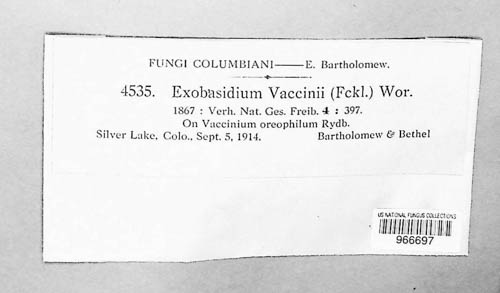 FUNGI COLUMBIANI——E. Bartholomew.
4535. Exobasidium Vaccinii (Fckl.) Wor.
1867 : Verh. Nat. Ges. Freib. 4 : 397.
On Vaccinium oreophilum Rydb.
Silver Lake, Colo., Sept. 5, 1914. Bartholomew & Bethel
US NATIONAL FUNGUS COLLECTIONS
966697